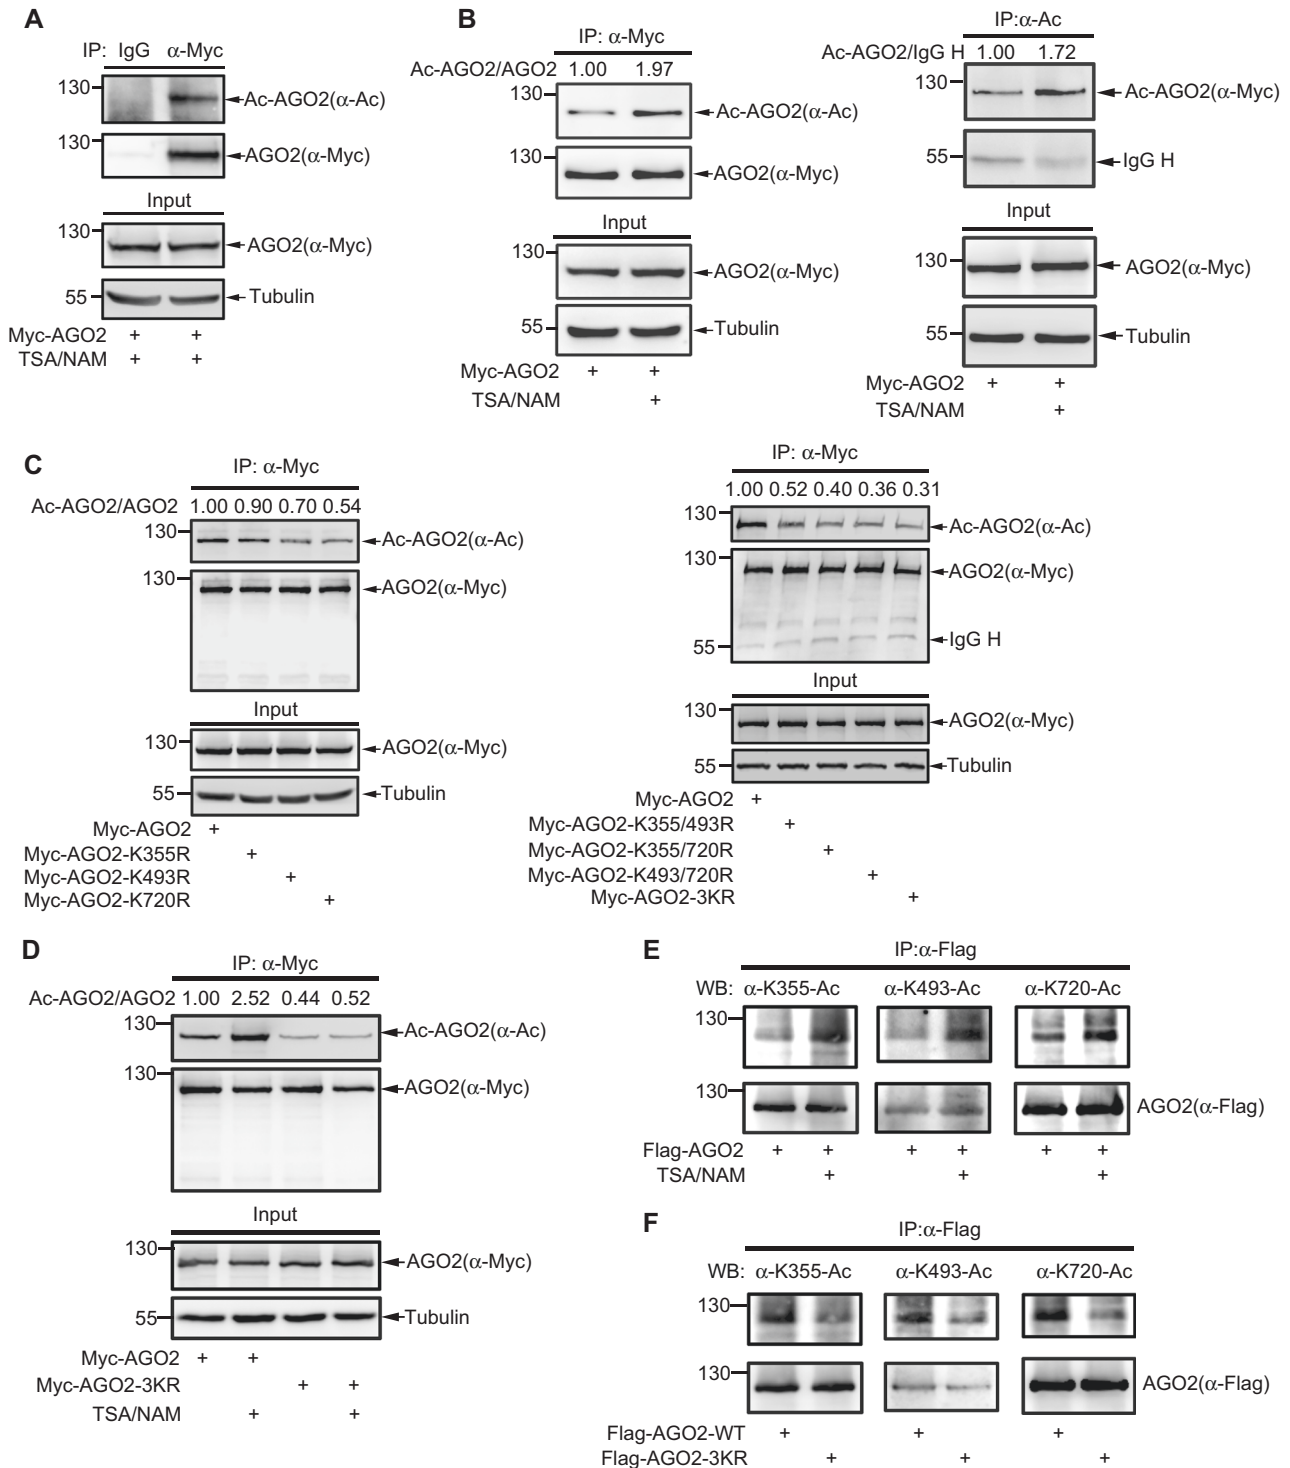 A
IP: IgG α-Myc
130
Ac-AGO2(α-Ac)
130
AGO2(α-Myc)
Input
130
AGO2(α-Myc)
55
Tubulin
Myc-AGO2 + +
TSA/NAM + +
B
IP: α-Myc
Ac-AGO2/AGO2 1.00 1.97
130
Ac-AGO2(α-Ac)
130
AGO2(α-Myc)
Input
130
AGO2(α-Myc)
55
Tubulin
Myc-AGO2 + +
TSA/NAM +
IP:α-Ac
Ac-AGO2/IgG H 1.00 1.72
130
Ac-AGO2(α-Myc)
55
IgG H
Input
130
AGO2(α-Myc)
55
Tubulin
Myc-AGO2 + +
TSA/NAM +
C
IP: α-Myc
Ac-AGO2/AGO2 1.00 0.90 0.70 0.54
130
Ac-AGO2(α-Ac)
130
AGO2(α-Myc)
Input
130
AGO2(α-Myc)
55
Tubulin
Myc-AGO2 +
Myc-AGO2-K355R +
Myc-AGO2-K493R +
Myc-AGO2-K720R +
IP: α-Myc
1.00 0.52 0.40 0.36 0.31
130
Ac-AGO2(α-Ac)
130
AGO2(α-Myc)
55
IgG H
Input
130
AGO2(α-Myc)
55
Tubulin
Myc-AGO2 +
Myc-AGO2-K355/493R +
Myc-AGO2-K355/720R +
Myc-AGO2-K493/720R +
Myc-AGO2-3KR +
D
IP: α-Myc
Ac-AGO2/AGO2 1.00 2.52 0.44 0.52
130
Ac-AGO2(α-Ac)
130
AGO2(α-Myc)
Input
130
AGO2(α-Myc)
55
Tubulin
Myc-AGO2 + +
Myc-AGO2-3KR + +
TSA/NAM + +
E
IP:α-Flag
WB: α-K355-Ac α-K493-Ac α-K720-Ac
130
130
AGO2(α-Flag)
Flag-AGO2 + + + + + +
TSA/NAM + + +
F
IP:α-Flag
WB: α-K355-Ac α-K493-Ac α-K720-Ac
130
130
AGO2(α-Flag)
Flag-AGO2-WT + + +
Flag-AGO2-3KR + + +